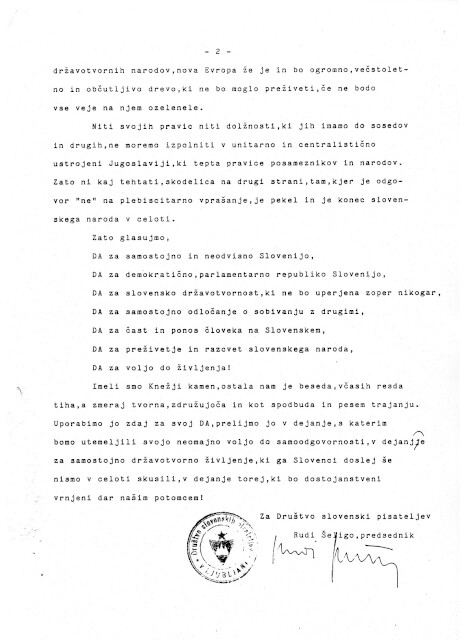 - 2 -
državotvornih narodov,nova Evropa že je in bo ogromno,večstolet-
no in občutljivo drevo,ki ne bo moglo preživeti,če ne bodo
vse veje na njem ozelenele.
Niti svojih pravic niti dolžnosti,ki jih imamo do sosedov
in drugih,ne moremo izpolniti v unitarno in centralistično
ustrojeni Jugoslaviji,ki tepta pravice posameznikov in narodov.
Zato ni kaj tehtati,skodelica na drugi strani,tam,kjer je odgo-
vor "ne" na plebiscitarno vprašanje,je pekel in je konec sloven-
skega naroda v celoti.
Zato glasujmo,
DA za samostojno in neodvisno Slovenijo,
DA za demokratično,parlamentarno republiko Slovenijo,
DA za slovensko državotvornost,ki ne bo uperjena zoper nikogar,
DA za samostojno odločanje o sobivanju z drugimi,
DA za čast in ponos človeka na Slovenskem,
DA za preživetje in razcvet slovenskega naroda,
DA za voljo do življenja!
Imeli smo Knežji kamen,ostala nam je beseda,včasih resda
tiha,a zmeraj tvorna,združujoča in kot spodbuda in pesem trajanju.
Uporabimo jo zdaj za svoj DA,prelijmo jo v dejanje,s katerim
bomo utemeljili svojo neomajno voljo do samoodgovornosti,v dejanje
za samostojno državotvorno življenje,ki ga Slovenci doslej še
nismo v celoti skusili,v dejanje torej,ki bo dostojanstveni
vrnjeni dar našim potomcem!
Za Društvo slovenski pisateljev
Rudi Šeligo,predsednik
Društvo slovenskih pisateljev
V LJUBLJANI